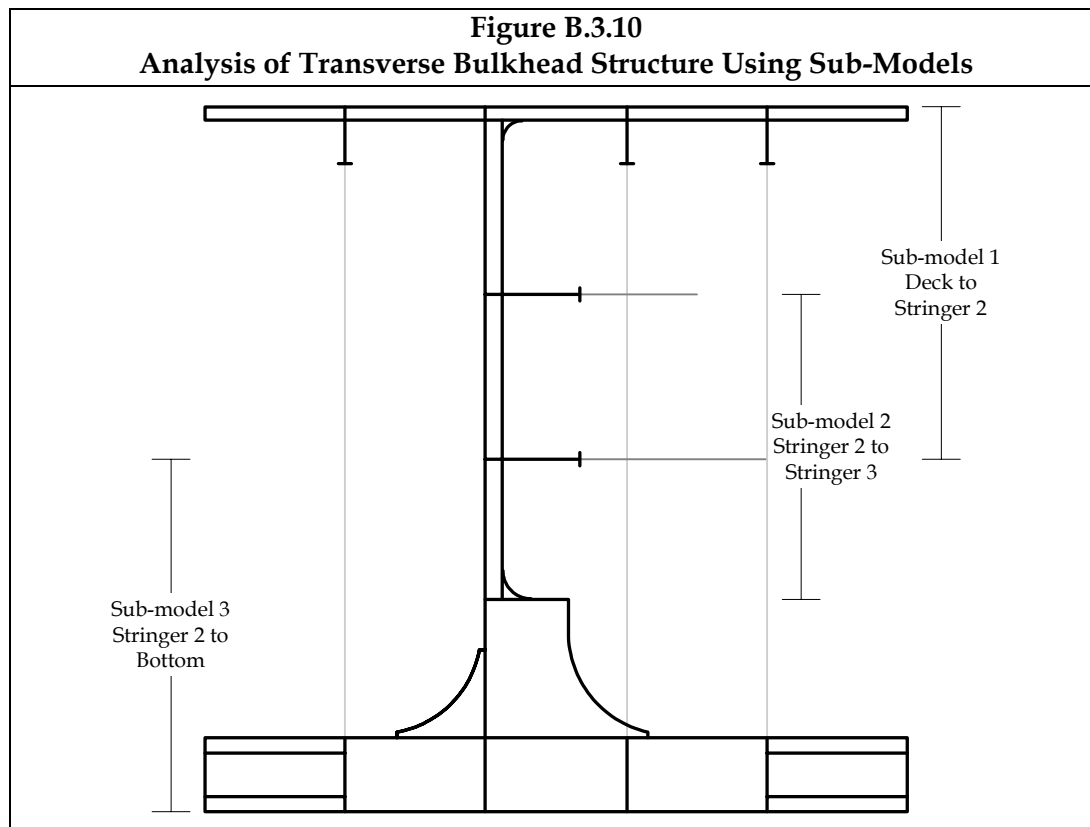 Figure B.3.10
Analysis of Transverse Bulkhead Structure Using Sub-Models
Sub-model 1
Deck to
Stringer 2
Sub-model 2
Stringer 2 to
Stringer 3
Sub-model 3
Stringer 2 to
Bottom